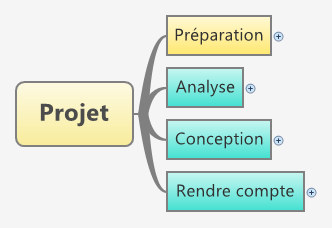 Projet
Préparation
Analyse
Conception
Rendre compte